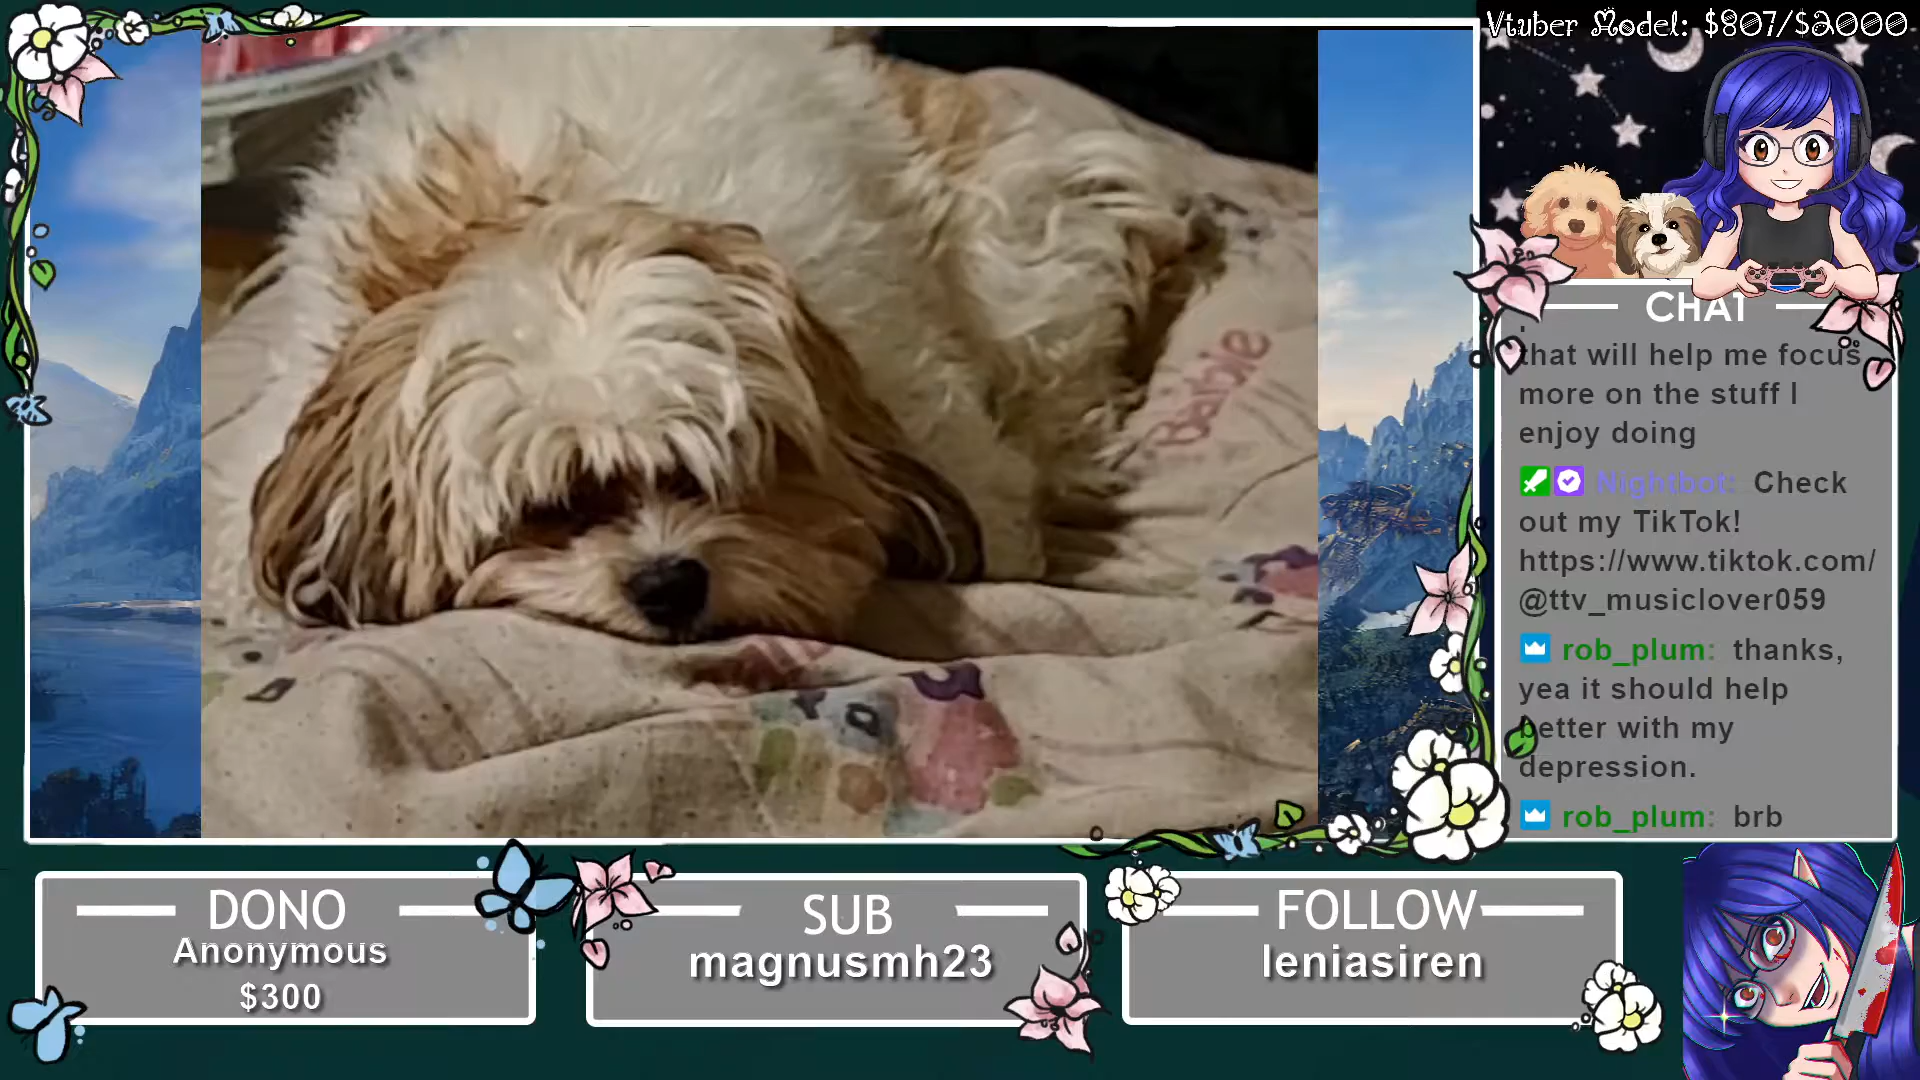 Vtuber Model: $807/$2000
Barbie
CHAT
that will help me focus
more on the stuff I
enjoy doing
Nightbot: Check
out my TikTok!
https://www.tiktok.com/
@ttv_musiclover059
rob_plum: thanks,
yea it should help
better with my
depression.
rob_plum: brb
DONO
Anonymous
$300
SUB
magnusmh23
FOLLOW
leniasiren